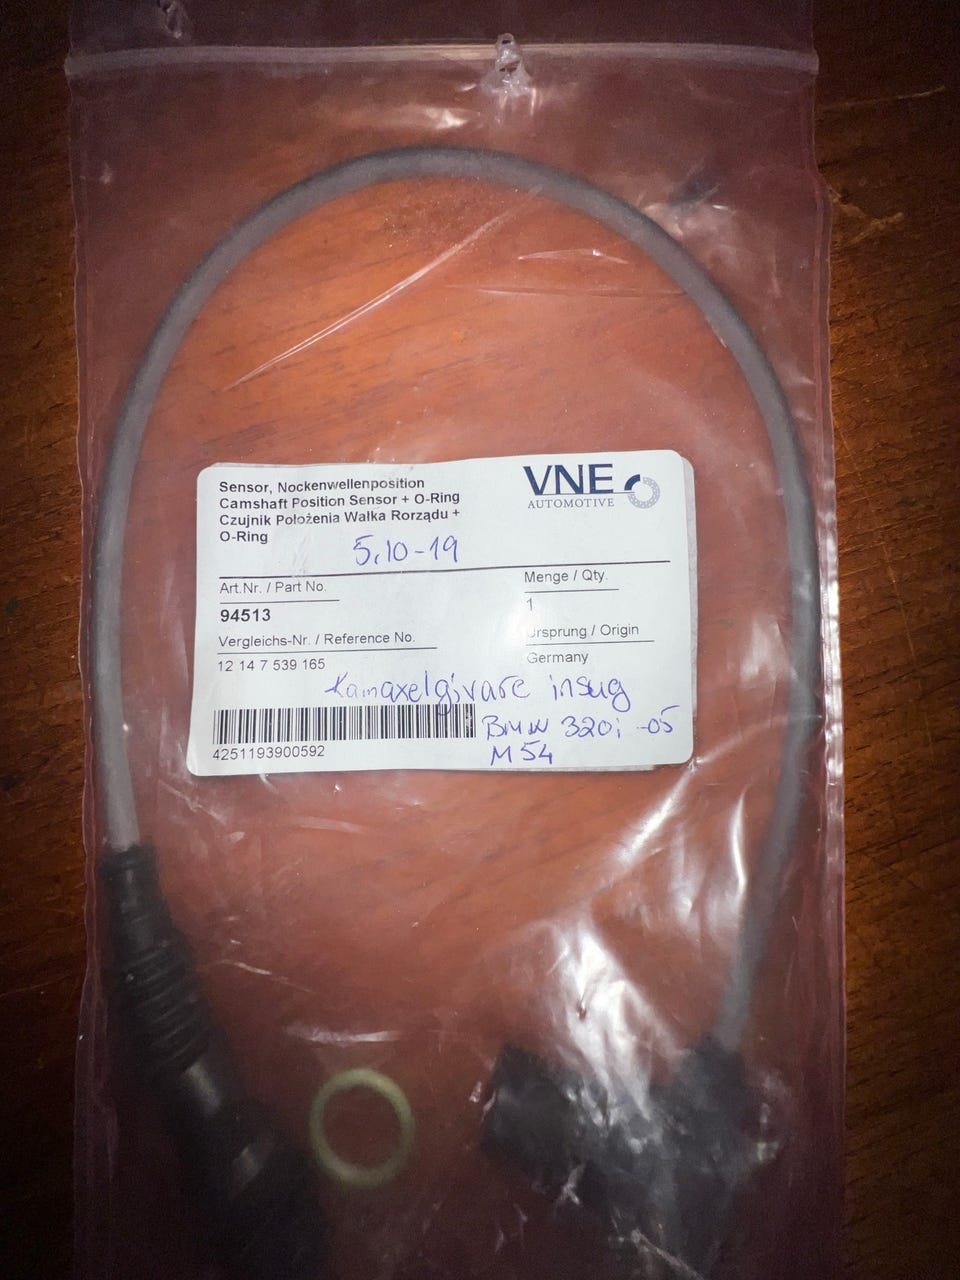 Sensor, Nockenwellenposition
Camshaft Position Sensor + O-Ring
Czujnik Położenia Wałka Rorządu +
O-Ring
VNE
AUTOMOTIVE
5.10-19
Art.Nr. / Part No.
94513
Menge / Qty.
1
Vergleichs-Nr. / Reference No.
12 14 7 539 165
Ursprung / Origin
Germany
Kamaxelgivare insug
BMW 320i -05
M54
4251193900592